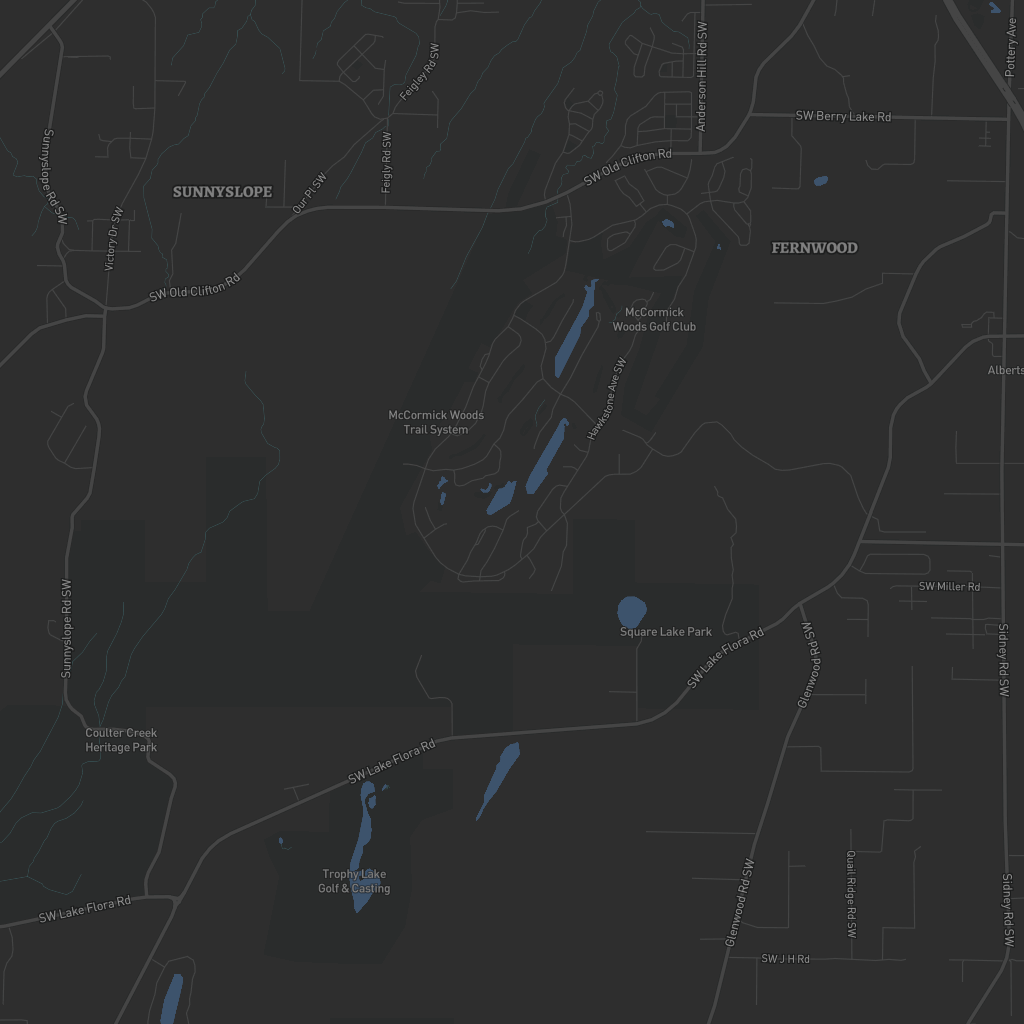 Pottery Ave
Anderson Hill Rd SW
Feigley Rd SW
SW Berry Lake Rd
Sunnyslope Rd SW
Feigly Rd SW
SW Old Clifton Rd
SUNNYSLOPE
Our Pl SW
Victory Dr SW
FERNWOOD
SW Old Clifton Rd
McCormick
Woods Golf Club
Alberts
Hawkstone Ave SW
McCormick Woods
Trail System
SW Miller Rd
Sunnyslope Rd SW
Square Lake Park
SW Lake Flora Rd
Glenwood Rd SW
Sidney Rd SW
Coulter Creek
Heritage Park
SW Lake Flora Rd
Trophy Lake
Golf & Casting
Quail Ridge Rd SW
SW Lake Flora Rd
Glenwood Rd SW
Sidney Rd SW
SW J H Rd